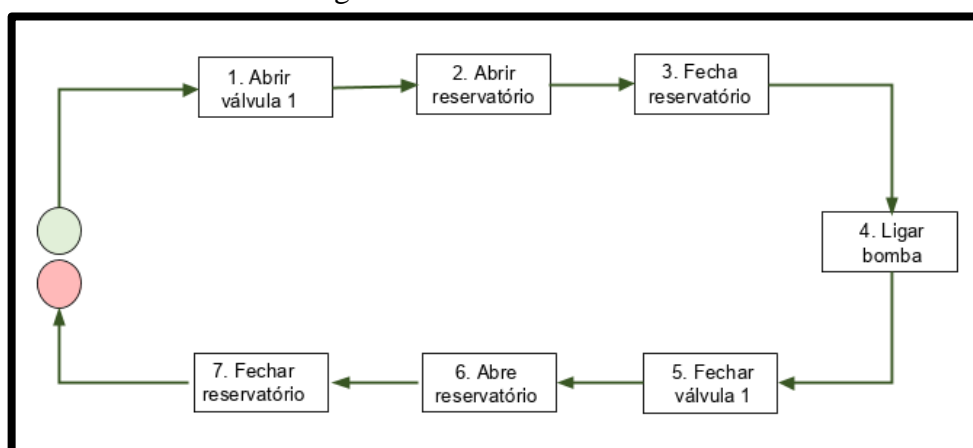 1. Abrir
válvula 1
2. Abrir
reservatório
3. Fecha
reservatório
4. Ligar
bomba
5. Fechar
válvula 1
6. Abre
reservatório
7. Fechar
reservatório